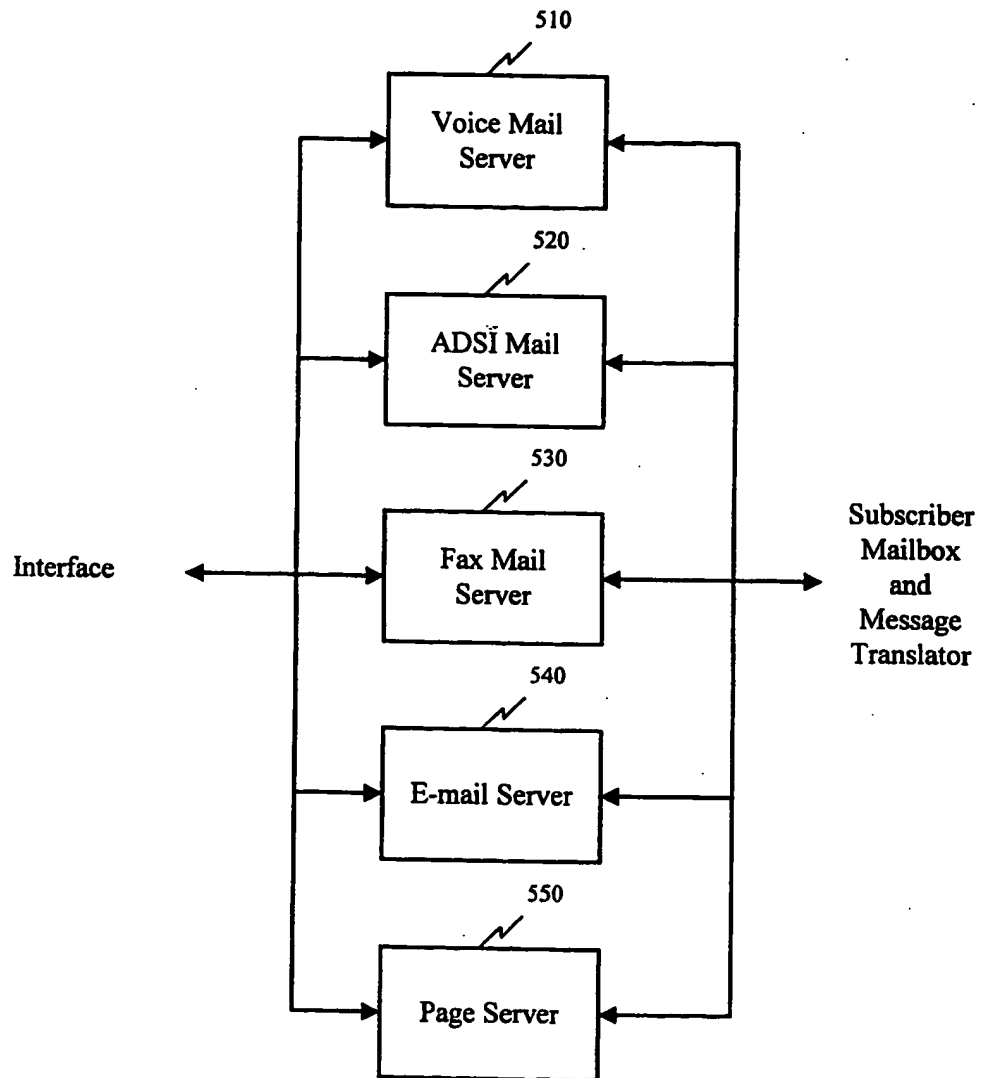 510
Voice Mail
Server
520
ADSI Mail
Server
530
Fax Mail
Server
Interface
Subscriber
Mailbox
and
Message
Translator
540
E-mail Server
550
Page Server